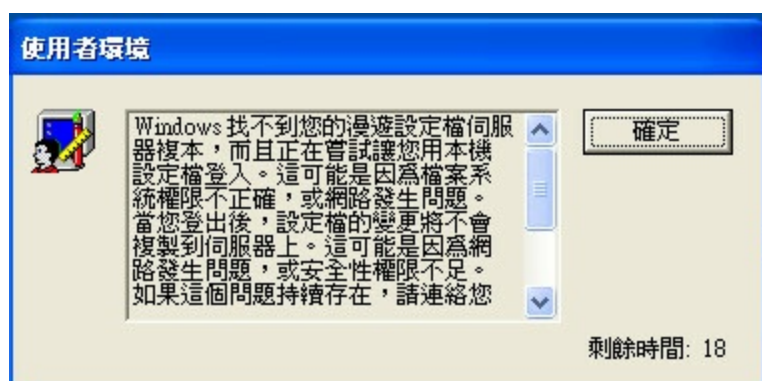 使用者環境
Windows 找不到您的漫遊設定檔伺服
器複本，而且正在嘗試讓您用本機
設定檔登入。這可能是因為檔案系
統權限不正確，或網路發生問題。
當您登出後，設定檔的變更將不會
複製到伺服器上。這可能是因為網
路發生問題，或安全性權限不足。
如果這個問題持續存在，請連絡您
確定
剩餘時間: 18